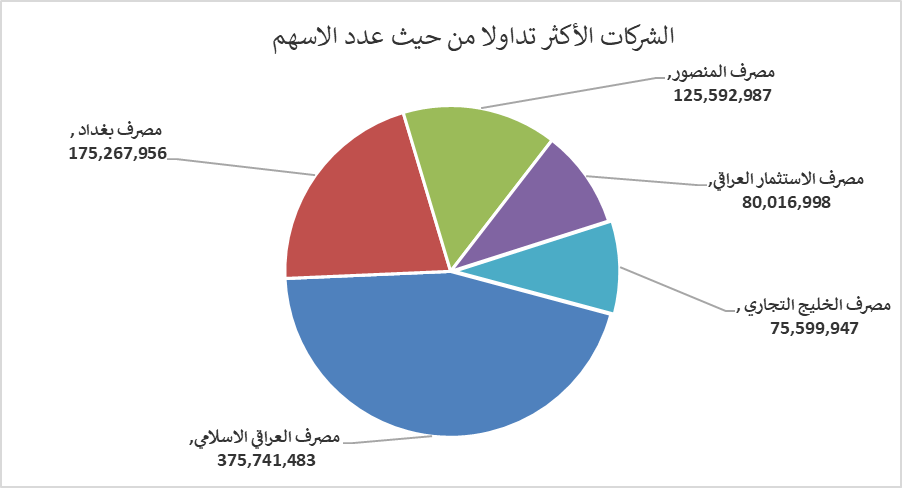 الشركات الأكثر تداولا من حيث عدد الاسهم
مصرف المنصور,
125,592,987
مصرف بغداد ,
175,267,956
مصرف الاستثمار العراقي,
80,016,998
مصرف الخليج التجاري ,
75,599,947
مصرف العراقي الاسلامي,
375,741,483